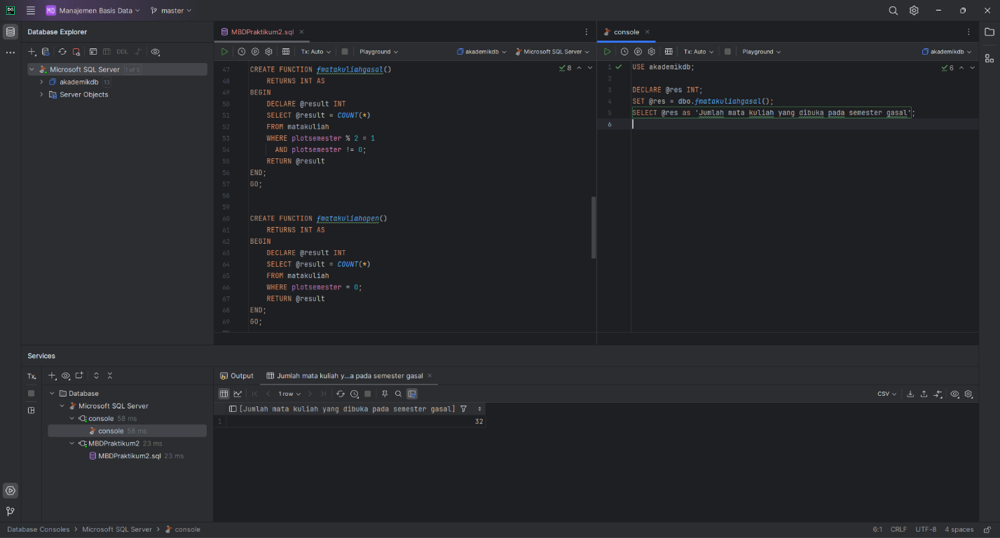 MD Manajemen Basis Data master
Database Explorer
DDL
Microsoft SQL Server 1 of 5
akademikdb 13
Server Objects
MBDPraktikum2.sql
Tx: Auto Playground akademikdb Microsoft SQL Server
8
47 CREATE FUNCTION fmatakuliahgasal()
48 RETURNS INT AS
49 BEGIN
50 DECLARE @result INT
51 SELECT @result = COUNT(*)
52 FROM matakuliah
53 WHERE plotsemester % 2 = 1
54 AND plotsemester != 0;
55 RETURN @result
56 END;
57 GO;
58
59
60 CREATE FUNCTION fmatakuliahopen()
61 RETURNS INT AS
62 BEGIN
63 DECLARE @result INT
64 SELECT @result = COUNT(*)
65 FROM matakuliah
66 WHERE plotsemester = 0;
67 RETURN @result
68 END;
69 GO;
console
Tx: Auto Playground akademikdb
6
1 USE akademikdb;
2
3 DECLARE @res INT;
4 SET @res = dbo.fmatakuliahgasal();
5 SELECT @res as 'Jumlah mata kuliah yang dibuka pada semester gasal';
6
Services
Tx
Database
Microsoft SQL Server
console 58 ms
console 58 ms
MBDPraktikum2 23 ms
MBDPraktikum2.sql 23 ms
Output Jumlah mata kuliah y...a pada semester gasal
1 row CSV
[Jumlah mata kuliah yang dibuka pada semester gasal]
1 32
Database Consoles > Microsoft SQL Server > console 6:1 CRLF UTF-8 4 spaces